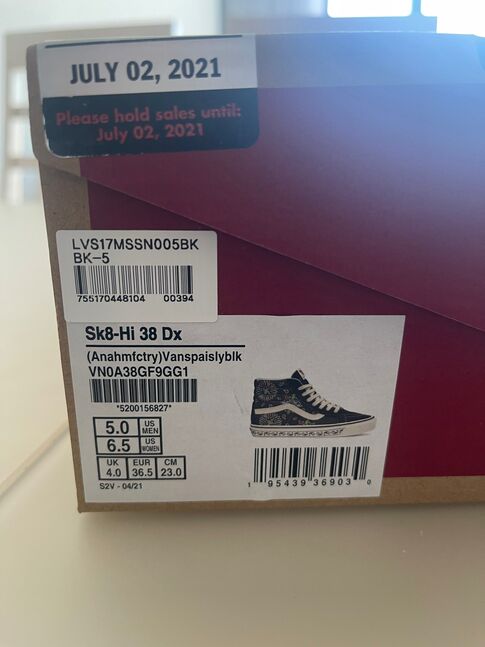 JULY 02, 2021
Please hold sales until:
July 02, 2021
LVS17MSSN005BK
BK-5
755170448104 00394
Sk8-Hi 38 Dx
(Anahmfctry)Vanspaislyblk
VN0A38GF9GG1
*5200156827*
5.0 US MEN
6.5 US WOMEN
UK EUR CM
4.0 36.5 23.0
S2V - 04/21
1 95439 36903 0